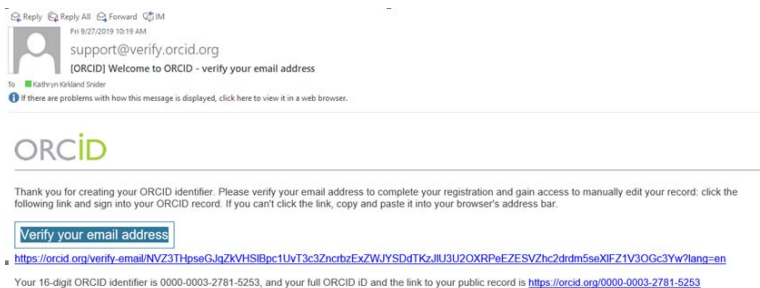 Reply Reply All Forward IM
Fri 9/27/2019 10:19 AM
support@verify.orcid.org
[ORCID] Welcome to ORCID - verify your email address
To Kathryn Kirkland Snider
If there are problems with how this message is displayed, click here to view it in a web browser.
ORCiD
Thank you for creating your ORCID identifier. Please verify your email address to complete your registration and gain access to manually edit your record: click the
following link and sign into your ORCID record. If you can't click the link, copy and paste it into your browser's address bar.
Verify your email address
https://orcid.org/verify-email/NVZ3THpseGJqZkVHSlBpc1UvT3c3ZncrbzExZWJYSDdTKzJlU3U2OXRPeEZESVZhc2drdm5seXlFZ1V3OGc3Yw?lang=en
Your 16-digit ORCID identifier is 0000-0003-2781-5253, and your full ORCID iD and the link to your public record is https://orcid.org/0000-0003-2781-5253